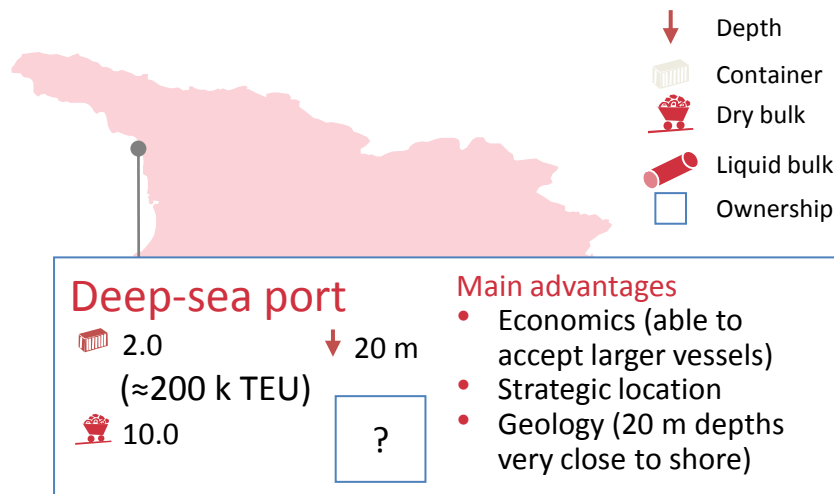 Depth
Container
Dry bulk
Liquid bulk
Ownership
Deep-sea port
2.0
(≈200 k TEU)
10.0
20 m
?
Main advantages
• Economics (able to
accept larger vessels)
• Strategic location
• Geology (20 m depths
very close to shore)